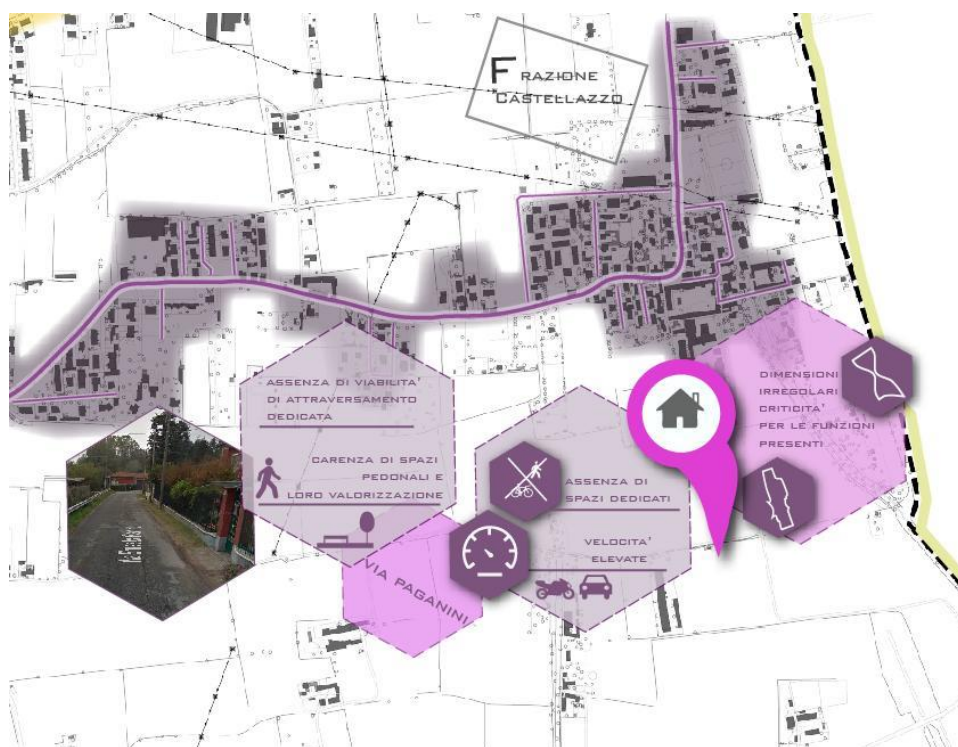 FRAZIONE
CASTELLAZZO
ASSENZA DI VIABILITA'
DI ATTRAVERSAMENTO
DEDICATA
CARENZA DI SPAZI
PEDONALI E
LORO VALORIZZAZIONE
VIA PAGANINI
ASSENZA DI
SPAZI DEDICATI
VELOCITA'
ELEVATE
DIMENSIONI
IRREGOLARI
CRITICITA'
PER LE FUNZIONI
PRESENTI